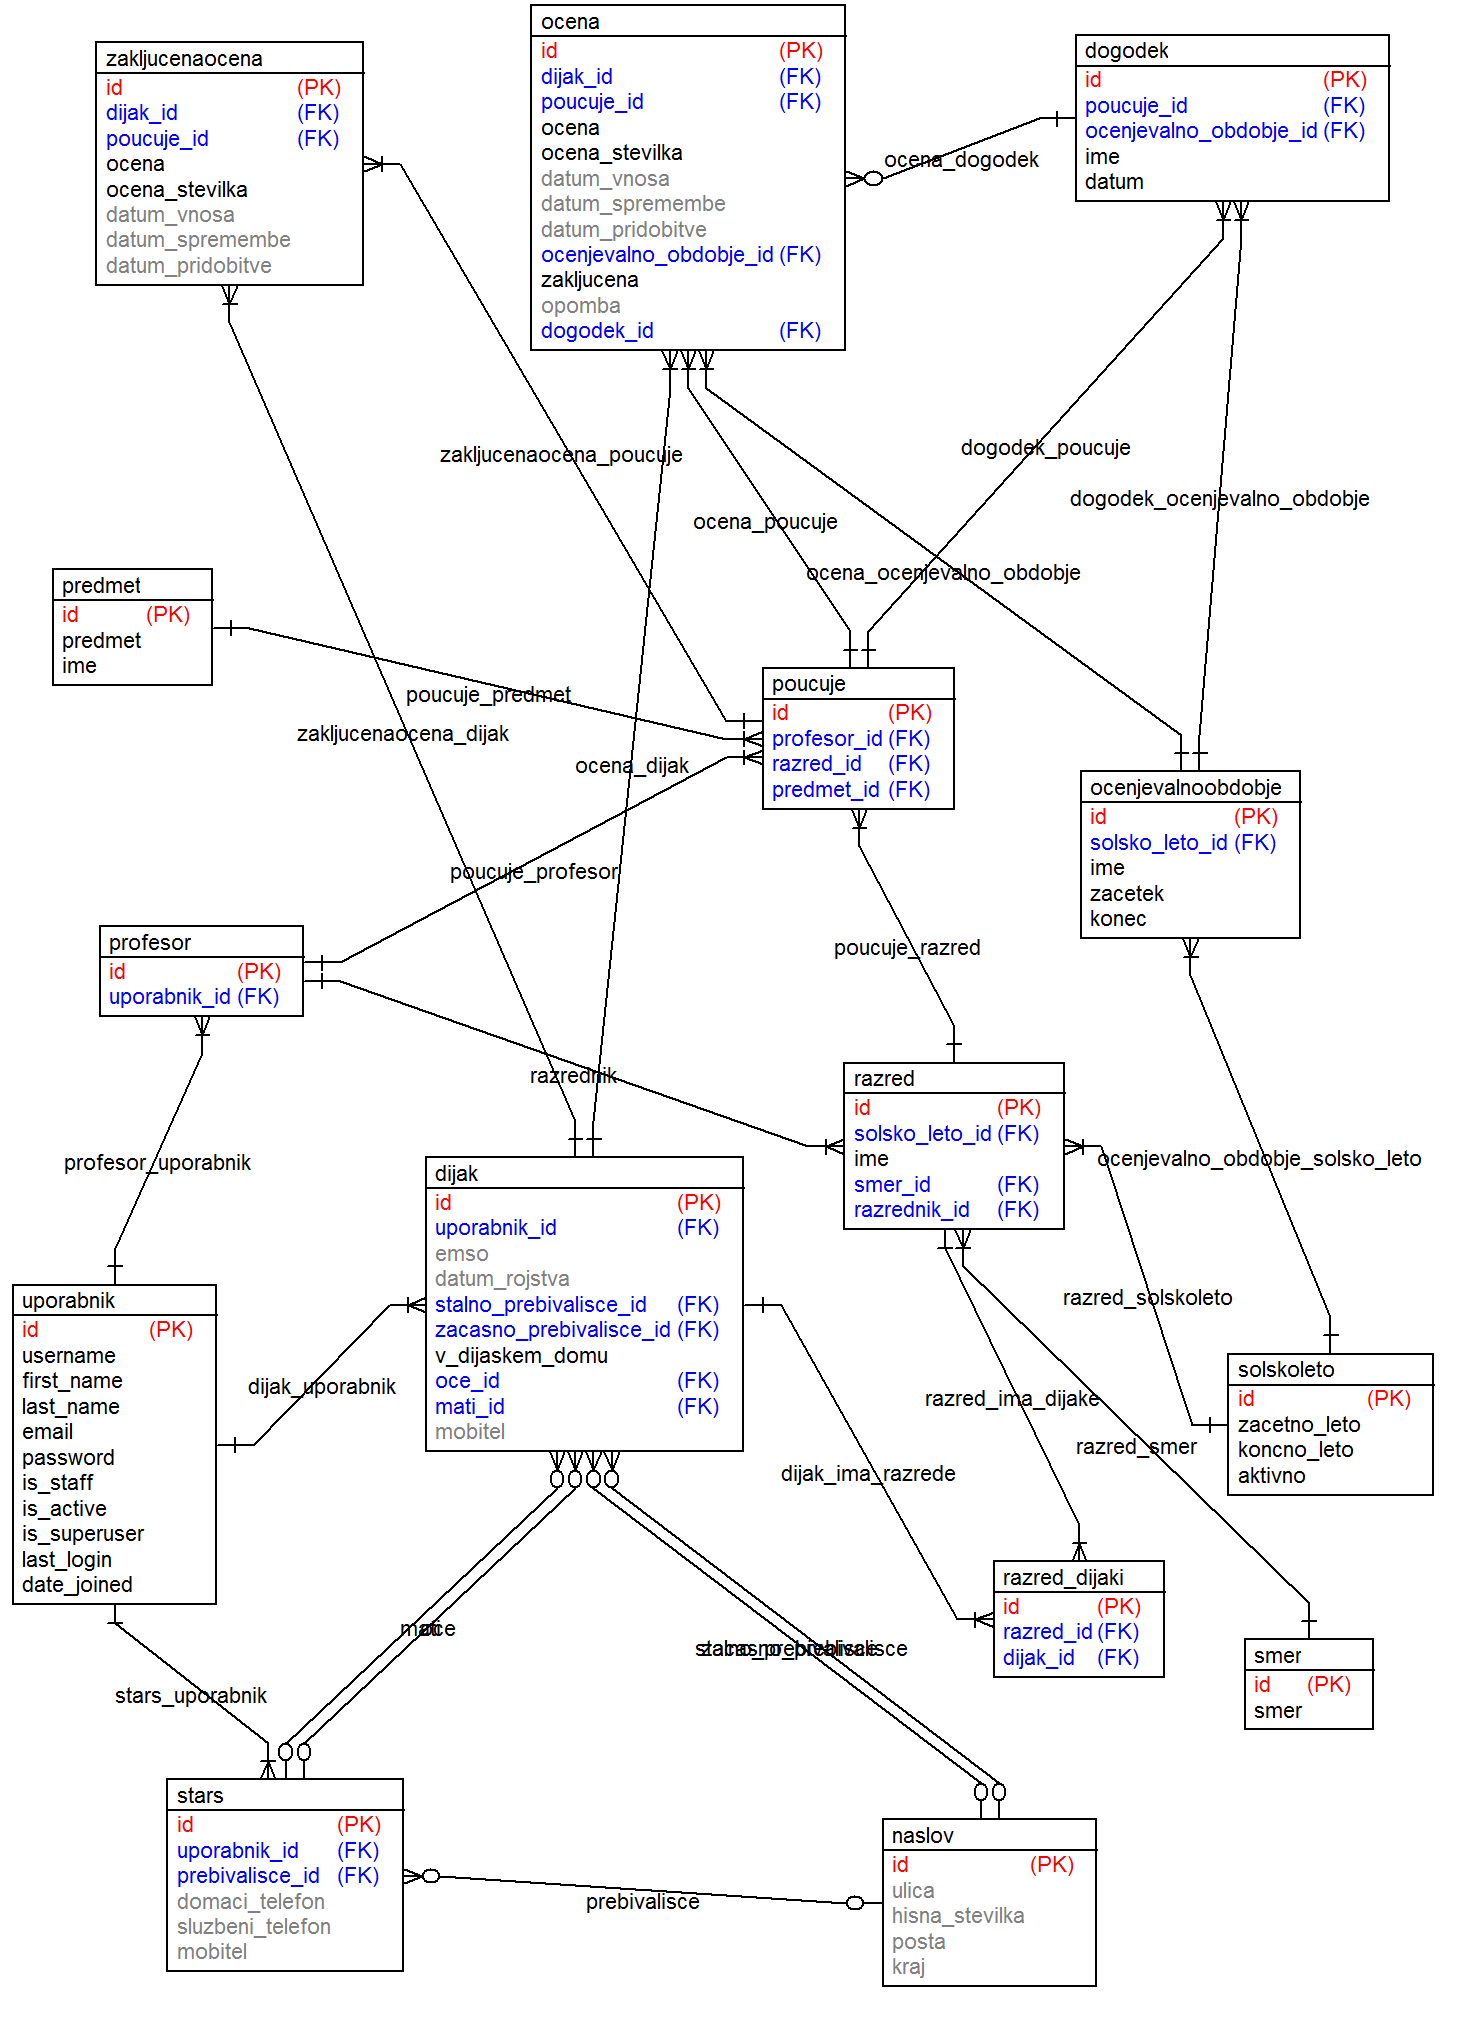 ocena
id (PK)
dijak_id (FK)
poucuje_id (FK)
ocena
ocena_stevilka
datum_vnosa
datum_spremembe
datum_pridobitve
ocenjevalno_obdobje_id (FK)
zakljucena
opomba
dogodek_id (FK)
zakljucenaocena
id (PK)
dijak_id (FK)
poucuje_id (FK)
ocena
ocena_stevilka
datum_vnosa
datum_spremembe
datum_pridobitve
dogodek
id (PK)
poucuje_id (FK)
ocenjevalno_obdobje_id (FK)
ime
datum
ocena_dogodek
zakljucenaocena_poucuje
dogodek_poucuje
dogodek_ocenjevalno_obdobje
ocena_poucuje
ocena_ocenjevalno_obdobje
predmet
id (PK)
predmet
ime
poucuje_predmet
zakljucenaocena_dijak
ocena_dijak
poucuje
id (PK)
profesor_id (FK)
razred_id (FK)
predmet_id (FK)
ocenjevalnoobdobje
id (PK)
solsko_leto_id (FK)
ime
zacetek
konec
poucuje_profesor
poucuje_razred
profesor
id (PK)
uporabnik_id (FK)
razrednik
profesor_uporabnik
razred
id (PK)
solsko_leto_id (FK)
ime
smer_id (FK)
razrednik_id (FK)
ocenjevalno_obdobje_solsko_leto
dijak
id (PK)
uporabnik_id (FK)
emso
datum_rojstva
stalno_prebivalisce_id (FK)
zacasno_prebivalisce_id (FK)
v_dijaskem_domu
oce_id (FK)
mati_id (FK)
mobitel
uporabnik
id (PK)
username
first_name
last_name
email
password
is_staff
is_active
is_superuser
last_login
date_joined
dijak_uporabnik
razred_solskoleto
solskoleto
id (PK)
zacetno_leto
koncno_leto
aktivno
razred_ima_dijake
razred_smer
dijak_ima_razrede
razred_dijaki
id (PK)
razred_id (FK)
dijak_id (FK)
smer
id (PK)
smer
stars_uporabnik
stars
id (PK)
uporabnik_id (FK)
prebivalisce_id (FK)
domaci_telefon
sluzbeni_telefon
mobitel
prebivalisce
naslov
id (PK)
ulica
hisna_stevilka
posta
kraj